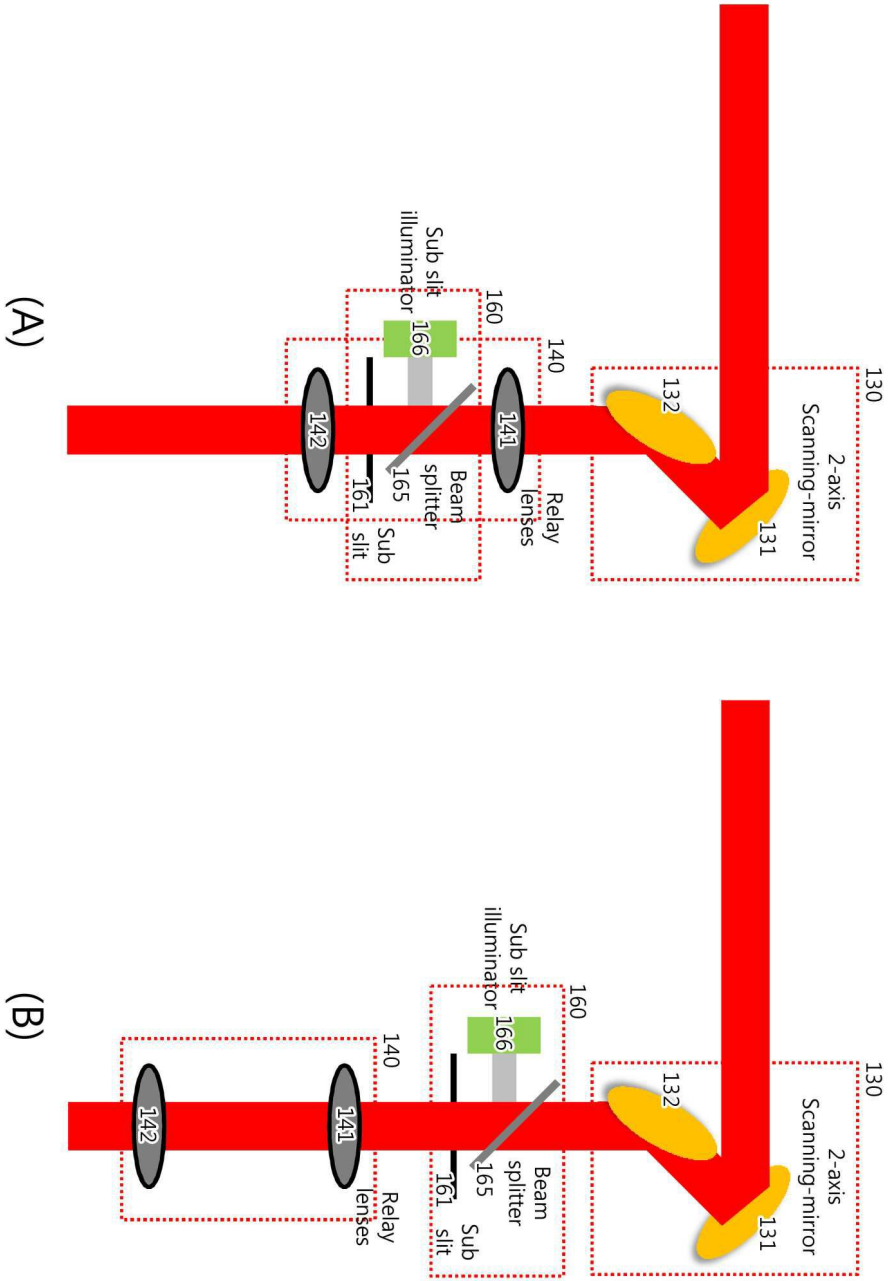 130
2-axis
Scanning-mirror
131
132
140
Relay
lenses
141
160
Sub slit
illuminator
166
Beam
splitter
165
Sub
slit
161
142
(A)
130
2-axis
Scanning-mirror
131
132
160
Sub slit
illuminator
166
Beam
splitter
165
Sub
slit
161
140
Relay
lenses
141
142
(B)